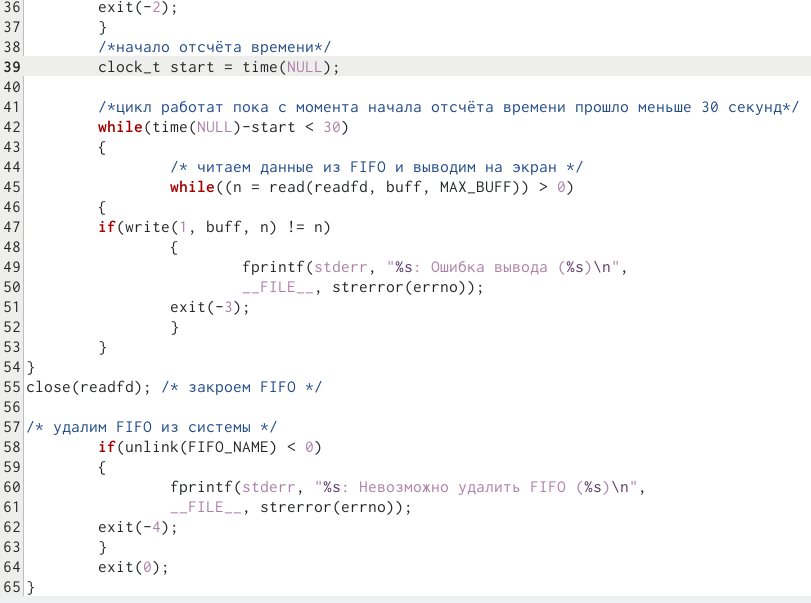 36 exit(-2);
37 }
38 /*начало отсчёта времени*/
39 clock_t start = time(NULL);
40
41 /*цикл работат пока с момента начала отсчёта времени прошло меньше 30 секунд*/
42 while(time(NULL)-start < 30)
43 {
44 /* читаем данные из FIFO и выводим на экран */
45 while((n = read(readfd, buff, MAX_BUFF)) > 0)
46 {
47 if(write(1, buff, n) != n)
48 {
49 fprintf(stderr, "%s: Ошибка вывода (%s)\n",
50 __FILE__, strerror(errno));
51 exit(-3);
52 }
53 }
54 }
55 close(readfd); /* закроем FIFO */
56
57 /* удалим FIFO из системы */
58 if(unlink(FIFO_NAME) < 0)
59 {
60 fprintf(stderr, "%s: Невозможно удалить FIFO (%s)\n",
61 __FILE__, strerror(errno));
62 exit(-4);
63 }
64 exit(0);
65 }